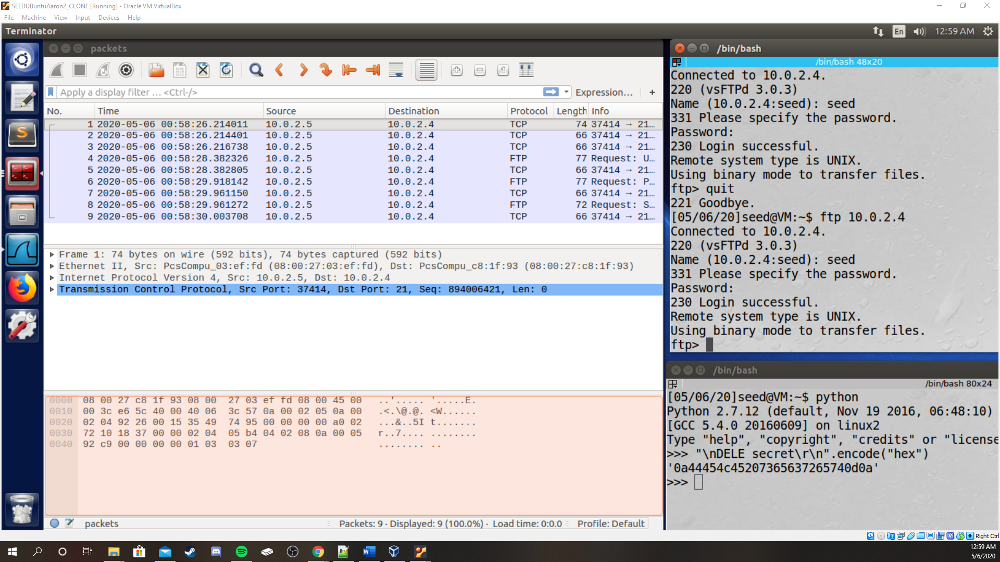 SEEDUBuntuAaron2_CLONE [Running] - Oracle VM VirtualBox
File Machine View Input Devices Help
Terminator
En
12:59 AM
packets
Apply a display filter … <Ctrl-/>
Expression…
+
No. Time Source Destination Protocol Length Info
1 2020-05-06 00:58:26.214011 10.0.2.5 10.0.2.4 TCP 74 37414 → 21…
2 2020-05-06 00:58:26.214401 10.0.2.5 10.0.2.4 TCP 66 37414 → 21…
3 2020-05-06 00:58:26.216738 10.0.2.5 10.0.2.4 TCP 66 37414 → 21…
4 2020-05-06 00:58:28.382326 10.0.2.5 10.0.2.4 FTP 77 Request: U…
5 2020-05-06 00:58:28.382805 10.0.2.5 10.0.2.4 TCP 66 37414 → 21…
6 2020-05-06 00:58:29.918142 10.0.2.5 10.0.2.4 FTP 77 Request: P…
7 2020-05-06 00:58:29.961150 10.0.2.5 10.0.2.4 TCP 66 37414 → 21…
8 2020-05-06 00:58:29.961272 10.0.2.5 10.0.2.4 FTP 72 Request: S…
9 2020-05-06 00:58:30.003708 10.0.2.5 10.0.2.4 TCP 66 37414 → 21…
Frame 1: 74 bytes on wire (592 bits), 74 bytes captured (592 bits)
Ethernet II, Src: PcsCompu_03:ef:fd (08:00:27:03:ef:fd), Dst: PcsCompu_c8:1f:93 (08:00:27:c8:1f:93)
Internet Protocol Version 4, Src: 10.0.2.5, Dst: 10.0.2.4
Transmission Control Protocol, Src Port: 37414, Dst Port: 21, Seq: 894006421, Len: 0
0000 08 00 27 c8 1f 93 08 00 27 03 ef fd 08 00 45 00 ..'..... '.....E.
0010 00 3c e6 5c 40 00 40 06 3c 57 0a 00 02 05 0a 00 .<.\@.@. <W......
0020 02 04 92 26 00 15 35 49 74 95 00 00 00 00 a0 02 ...&..5I t.......
0030 72 10 18 37 00 00 02 04 05 b4 04 02 08 0a 00 05 r..7.... ........
0040 92 c9 00 00 00 00 01 03 03 07 ........ ..
packets
Packets: 9 · Displayed: 9 (100.0%) · Load time: 0:0.0
Profile: Default
/bin/bash
/bin/bash 48x20
Connected to 10.0.2.4.
220 (vsFTPd 3.0.3)
Name (10.0.2.4:seed): seed
331 Please specify the password.
Password:
230 Login successful.
Remote system type is UNIX.
Using binary mode to transfer files.
ftp> quit
221 Goodbye.
[05/06/20]seed@VM:~$ ftp 10.0.2.4
Connected to 10.0.2.4.
220 (vsFTPd 3.0.3)
Name (10.0.2.4:seed): seed
331 Please specify the password.
Password:
230 Login successful.
Remote system type is UNIX.
Using binary mode to transfer files.
ftp>
/bin/bash
/bin/bash 80x24
[05/06/20]seed@VM:~$ python
Python 2.7.12 (default, Nov 19 2016, 06:48:10)
[GCC 5.4.0 20160609] on linux2
Type "help", "copyright", "credits" or "license
>>> "\nDELE secret\r\n".encode("hex")
'0a44454c45207365637265740d0a'
>>>
Right Ctrl
12:59 AM
5/6/2020